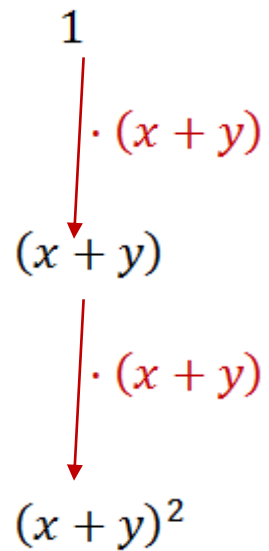 1
· (x + y)
(x + y)
· (x + y)
(x + y)²